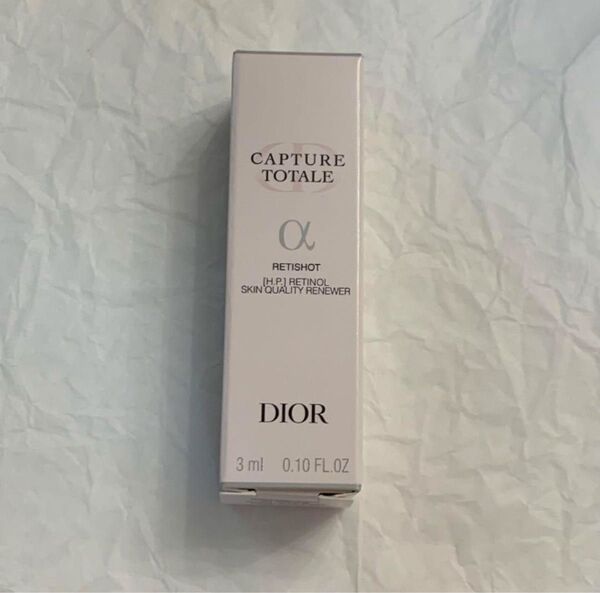 CAPTURE
TOTALE
α
RETISHOT
[H.P.] RETINOL
SKIN QUALITY RENEWER
DIOR
3 ml 0.10 FL.OZ